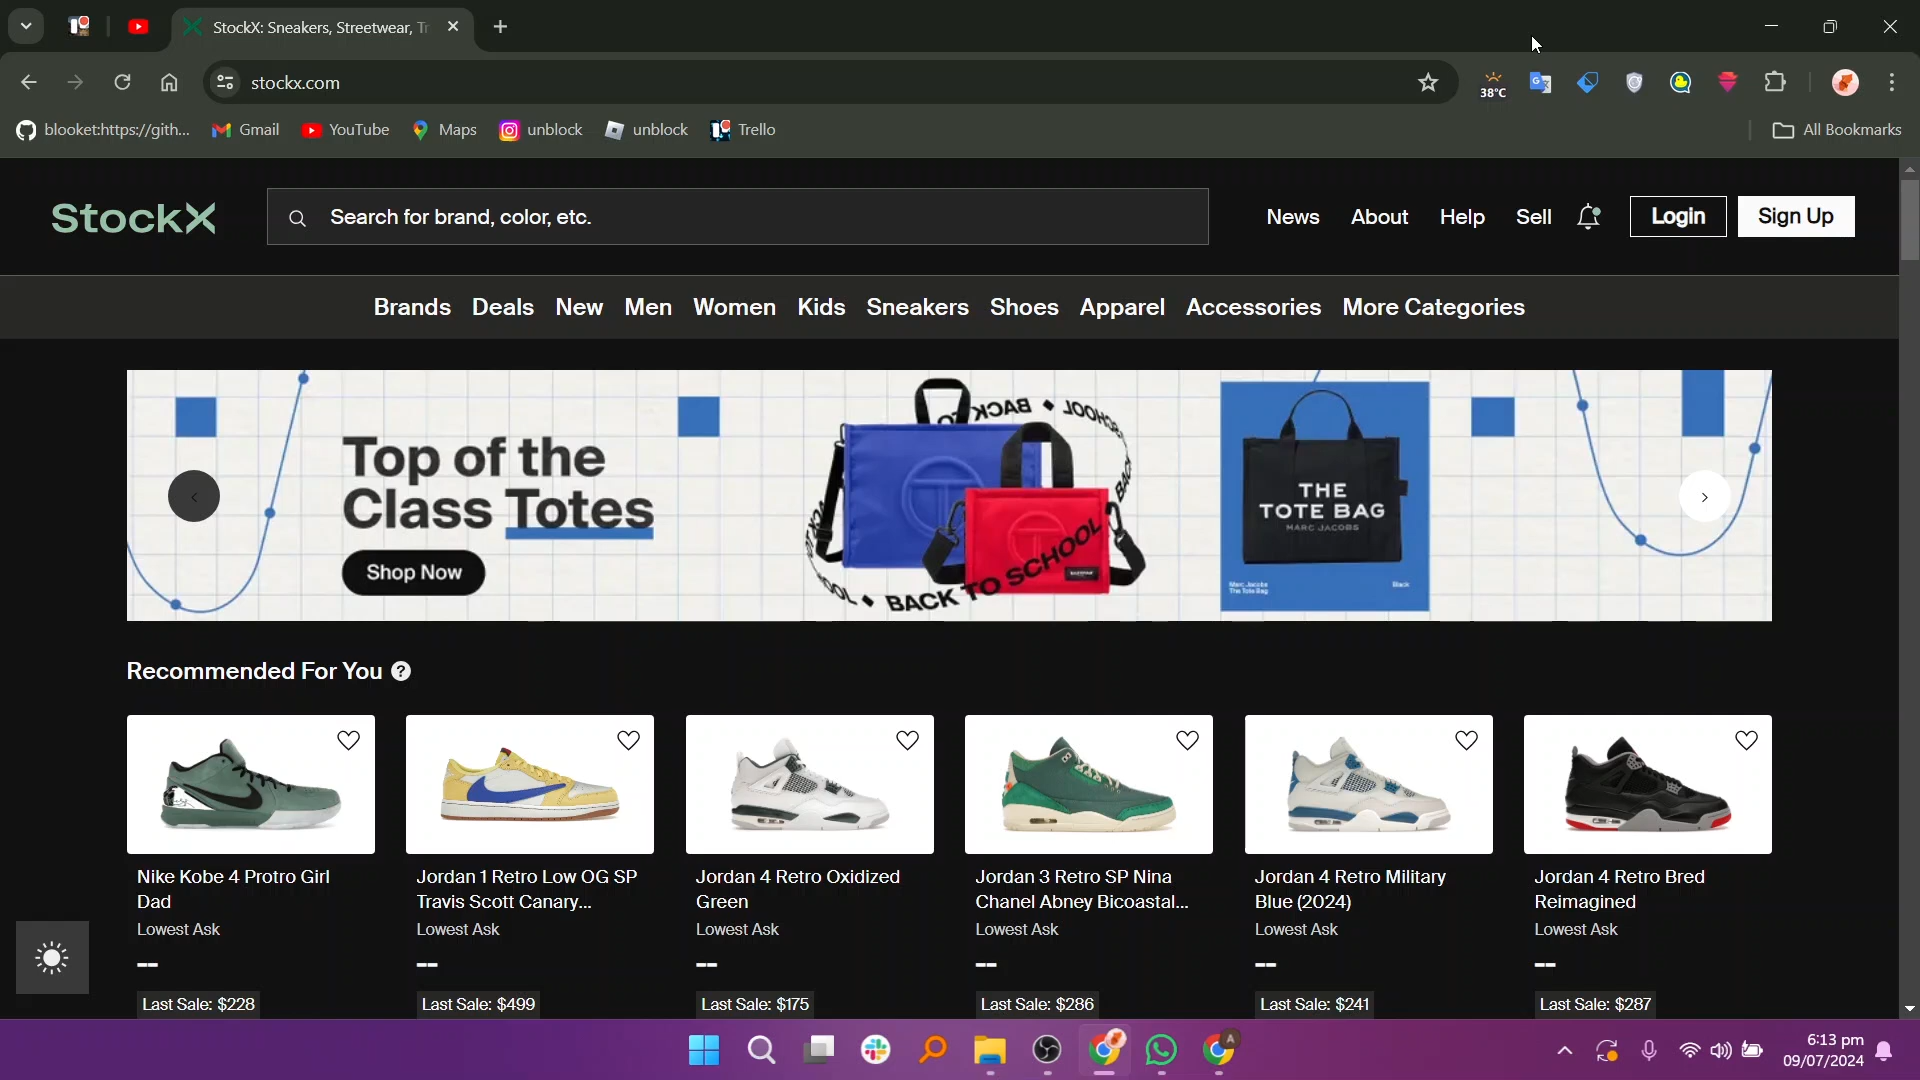 StockX: Sneakers, Streetwear, Tr
stockx.com
38°C
blooket:https://gith...
Gmail
YouTube
Maps
unblock
unblock
Trello
All Bookmarks
StockX
Search for brand, color, etc.
News
About
Help
Sell
Login
Sign Up
Brands
Deals
New
Men
Women
Kids
Sneakers
Shoes
Apparel
Accessories
More Categories
Top of the
Class Totes
Shop Now
BACK TO SCHOOL
THE
TOTE BAG
MARC JACOBS
Marc Jacobs
The Tote Bag
Black
Recommended For You ?
Nike Kobe 4 Protro Girl
Dad
Lowest Ask
--
Last Sale: $228
Jordan 1 Retro Low OG SP
Travis Scott Canary...
Lowest Ask
--
Last Sale: $499
Jordan 4 Retro Oxidized
Green
Lowest Ask
--
Last Sale: $175
Jordan 3 Retro SP Nina
Chanel Abney Bicoastal...
Lowest Ask
--
Last Sale: $286
Jordan 4 Retro Military
Blue (2024)
Lowest Ask
--
Last Sale: $241
Jordan 4 Retro Bred
Reimagined
Lowest Ask
--
Last Sale: $287
A
6:13 pm
09/07/2024